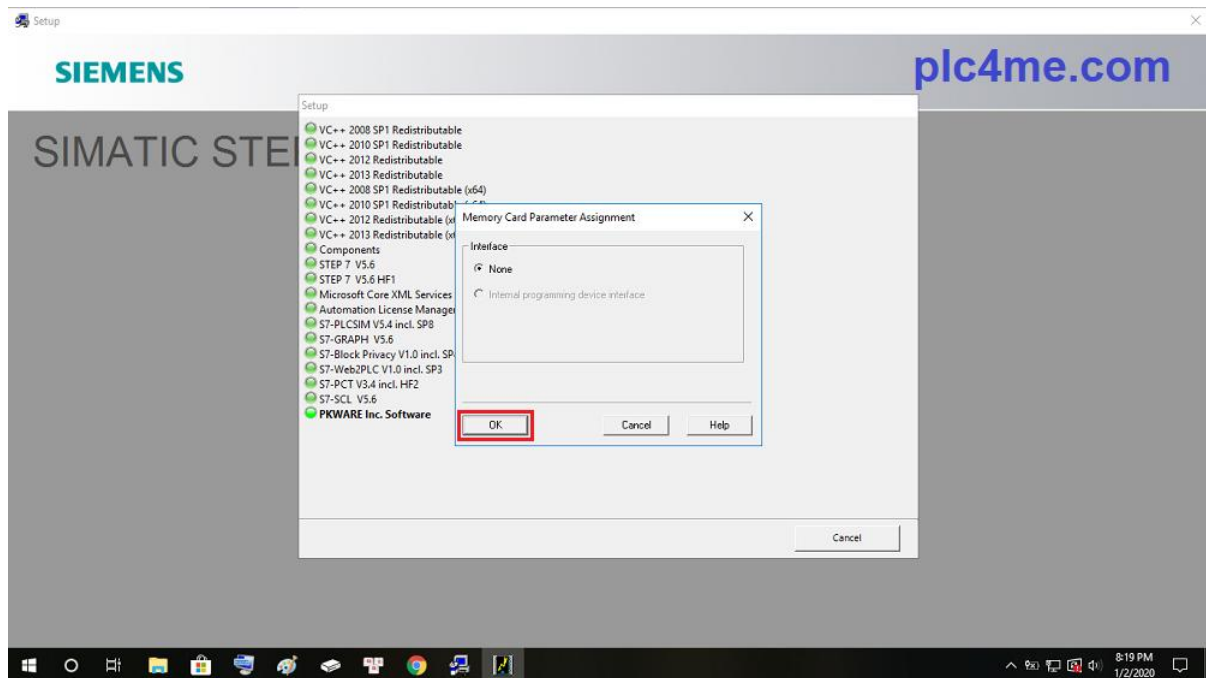 Setup
SIEMENS
plc4me.com
SIMATIC STE
Setup
VC++ 2008 SP1 Redistributable
VC++ 2010 SP1 Redistributable
VC++ 2012 Redistributable
VC++ 2013 Redistributable
VC++ 2008 SP1 Redistributable (x64)
VC++ 2010 SP1 Redistributab
VC++ 2012 Redistributable (x
VC++ 2013 Redistributable (x
Components
STEP 7 V5.6
STEP 7 V5.6 HF1
Microsoft Core XML Services
Automation License Manage
S7-PLCSIM V5.4 incl. SP8
S7-GRAPH V5.6
S7-Block Privacy V1.0 incl. SP
S7-Web2PLC V1.0 incl. SP3
S7-PCT V3.4 incl. HF2
S7-SCL V5.6
PKWARE Inc. Software
Memory Card Parameter Assignment
Interface
None
Internal programming device interface
OK Cancel Help
Cancel
8:19 PM
1/2/2020